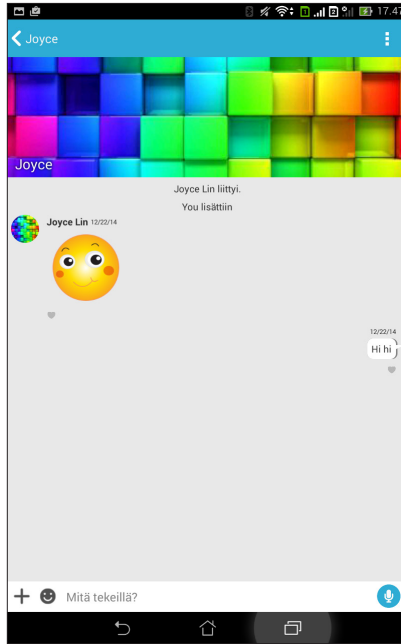 17.47
Joyce
Joyce
Joyce Lin liittyi.
You lisättiin
Joyce Lin 12/22/14
12/22/14
Hi hi
Mitä tekeillä?